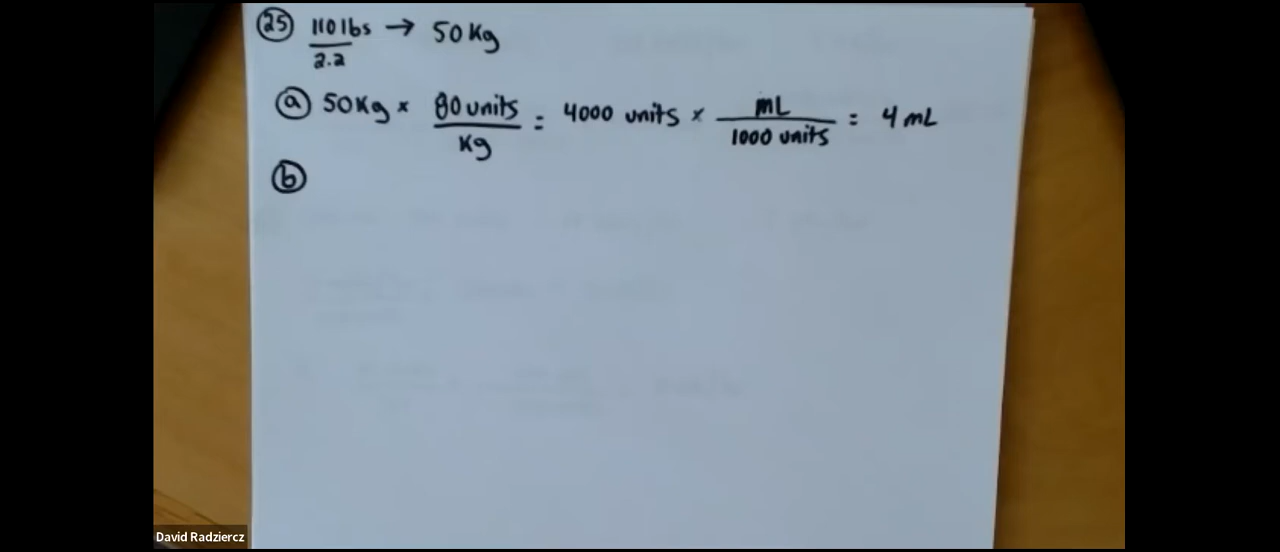 25 110 lbs → 50 Kg
2.2
a 50 Kg × 80 units = 4000 units × mL = 4 mL
Kg 1000 units
b
David Radziercz